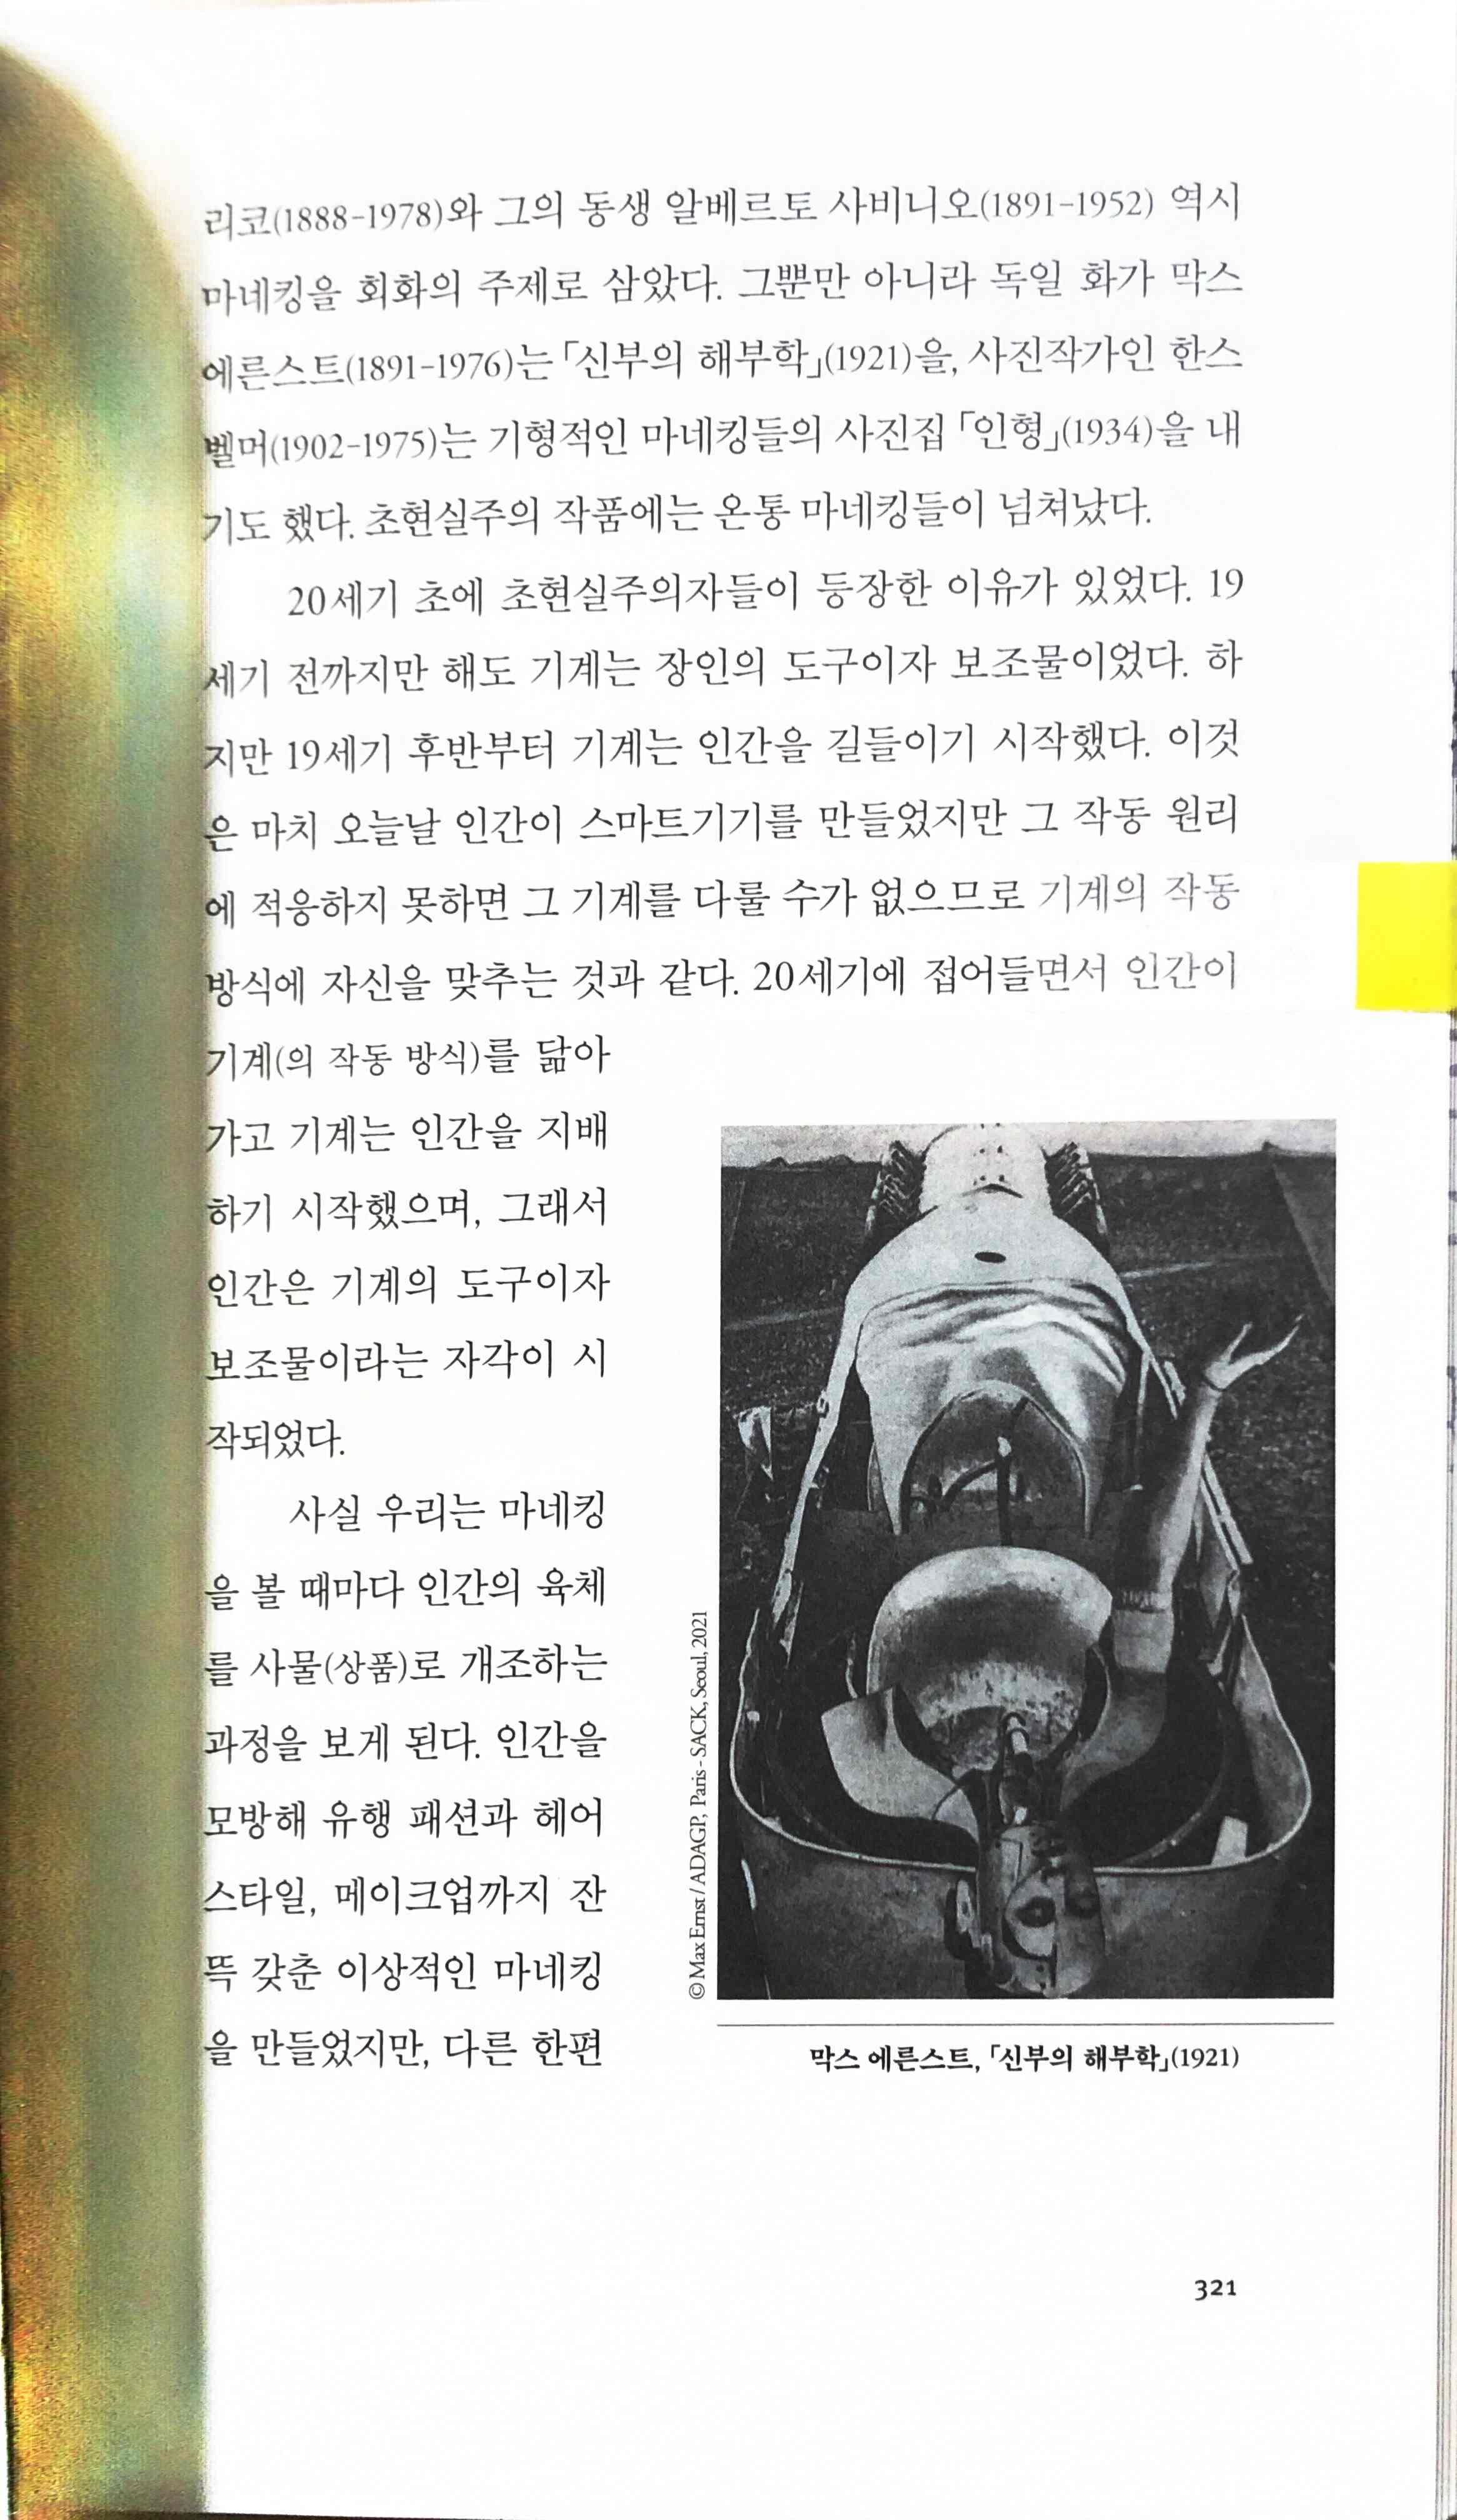 리코(1888-1978)와 그의 동생 알베르토 사비니오(1891-1952) 역시
마네킹을 회화의 주제로 삼았다. 그뿐만 아니라 독일 화가 막스
에른스트(1891-1976)는 「신부의 해부학」(1921)을, 사진작가인 한스
벨머(1902-1975)는 기형적인 마네킹들의 사진집 「인형」(1934)을 내
기도 했다. 초현실주의 작품에는 온통 마네킹들이 넘쳐났다.
20세기 초에 초현실주의자들이 등장한 이유가 있었다. 19
세기 전까지만 해도 기계는 장인의 도구이자 보조물이었다. 하
지만 19세기 후반부터 기계는 인간을 길들이기 시작했다. 이것
은 마치 오늘날 인간이 스마트기기를 만들었지만 그 작동 원리
에 적응하지 못하면 그 기계를 다룰 수가 없으므로 기계의 작동
방식에 자신을 맞추는 것과 같다. 20세기에 접어들면서 인간이
기계(의 작동 방식)를 닮아
가고 기계는 인간을 지배
하기 시작했으며, 그래서
인간은 기계의 도구이자
보조물이라는 자각이 시
작되었다.
사실 우리는 마네킹
을 볼 때마다 인간의 육체
를 사물(상품)로 개조하는
과정을 보게 된다. 인간을
모방해 유행 패션과 헤어
스타일, 메이크업까지 잔
뜩 갖춘 이상적인 마네킹
을 만들었지만, 다른 한편
© Max Ernst / ADAGP, Paris - SACK, Seoul, 2021
막스 에른스트, 「신부의 해부학」(1921)
321